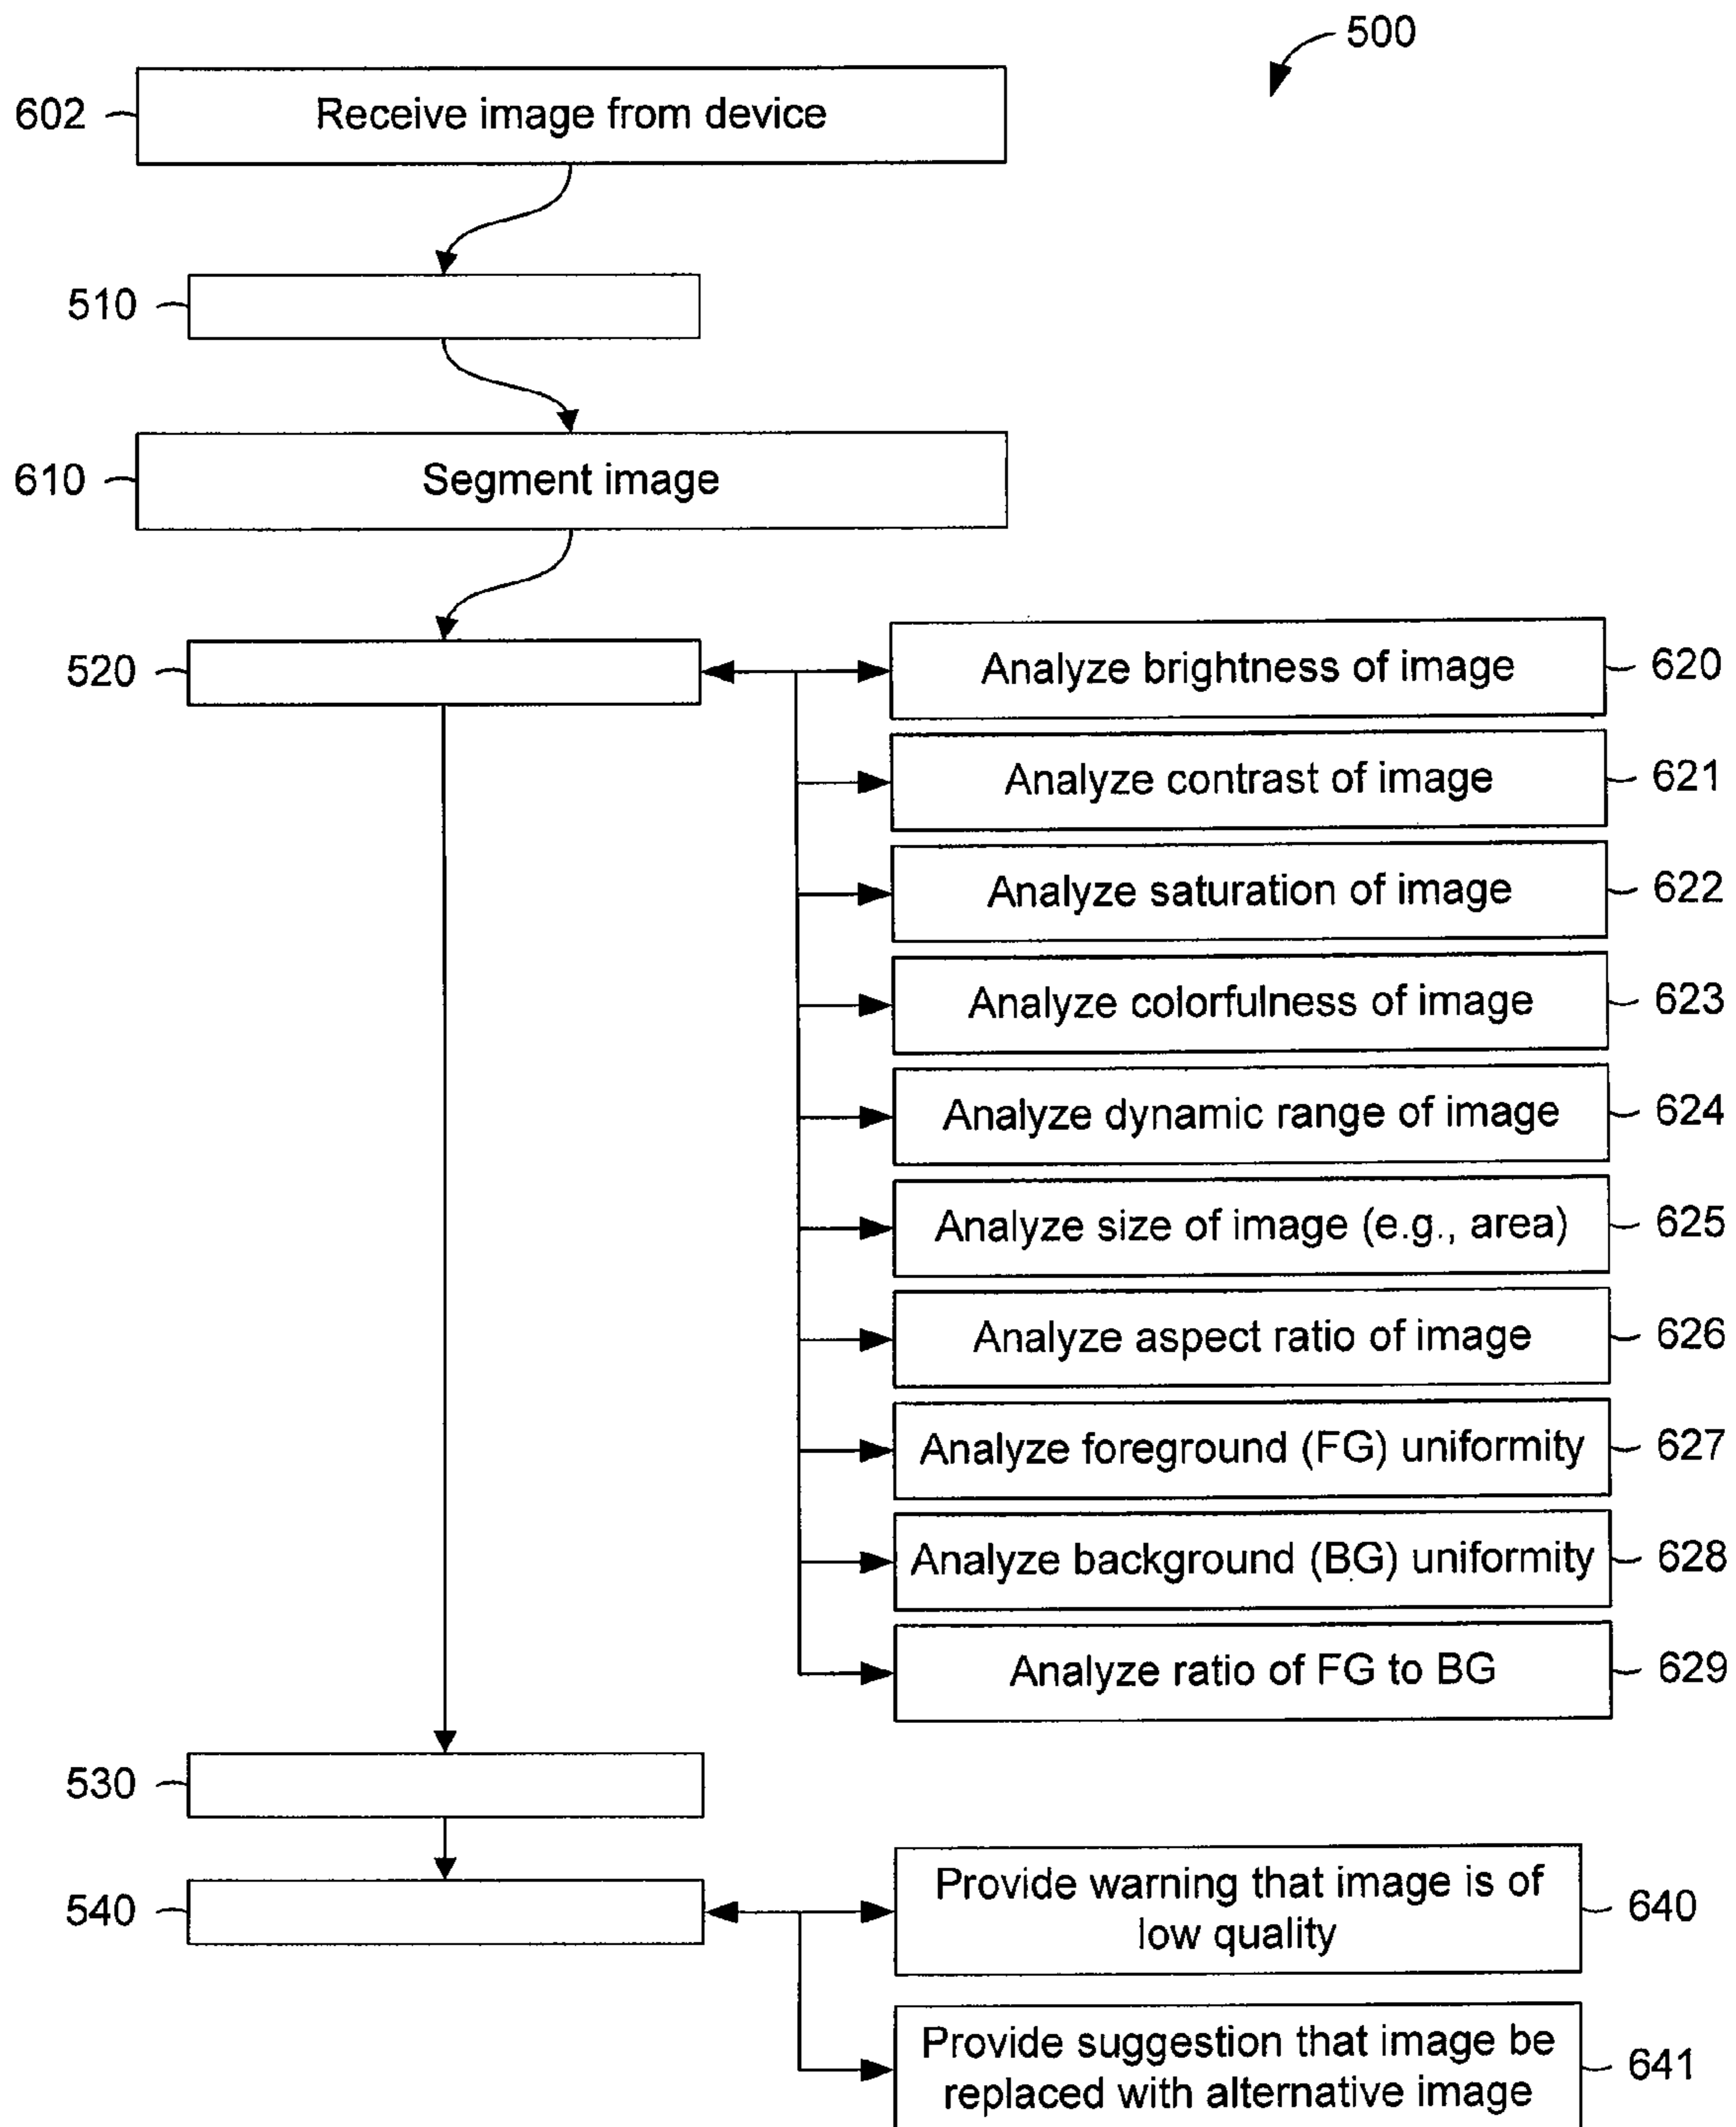 500
602 Receive image from device
510
610 Segment image
520
Analyze brightness of image 620
Analyze contrast of image 621
Analyze saturation of image 622
Analyze colorfulness of image 623
Analyze dynamic range of image 624
Analyze size of image (e.g., area) 625
Analyze aspect ratio of image 626
Analyze foreground (FG) uniformity 627
Analyze background (BG) uniformity 628
Analyze ratio of FG to BG 629
530
540
Provide warning that image is of
low quality
640
Provide suggestion that image be
replaced with alternative image
641